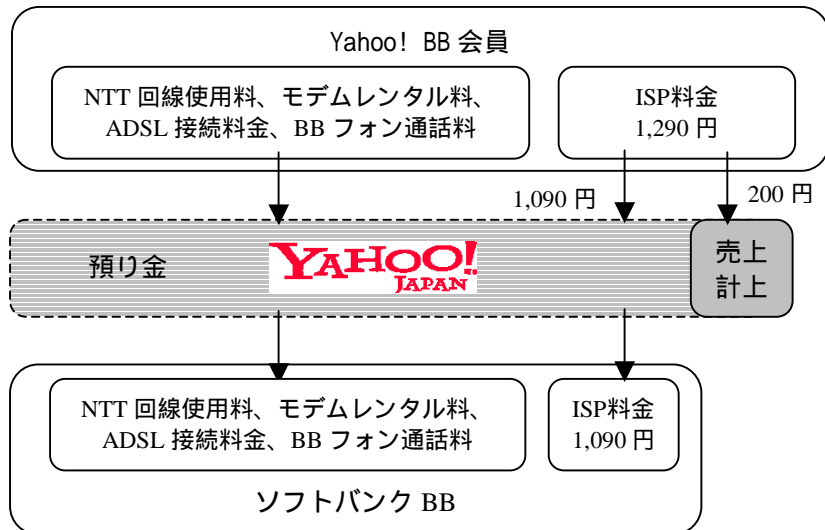 Yahoo! BB 会員
NTT 回線使用料、モデムレンタル料、
ADSL 接続料金、BB フォン通話料
ISP料金
1,290 円
1,090 円
200 円
預り金
YAHOO!
JAPAN
売上
計上
NTT 回線使用料、モデムレンタル料、
ADSL 接続料金、BB フォン通話料
ISP料金
1,090 円
ソフトバンク BB